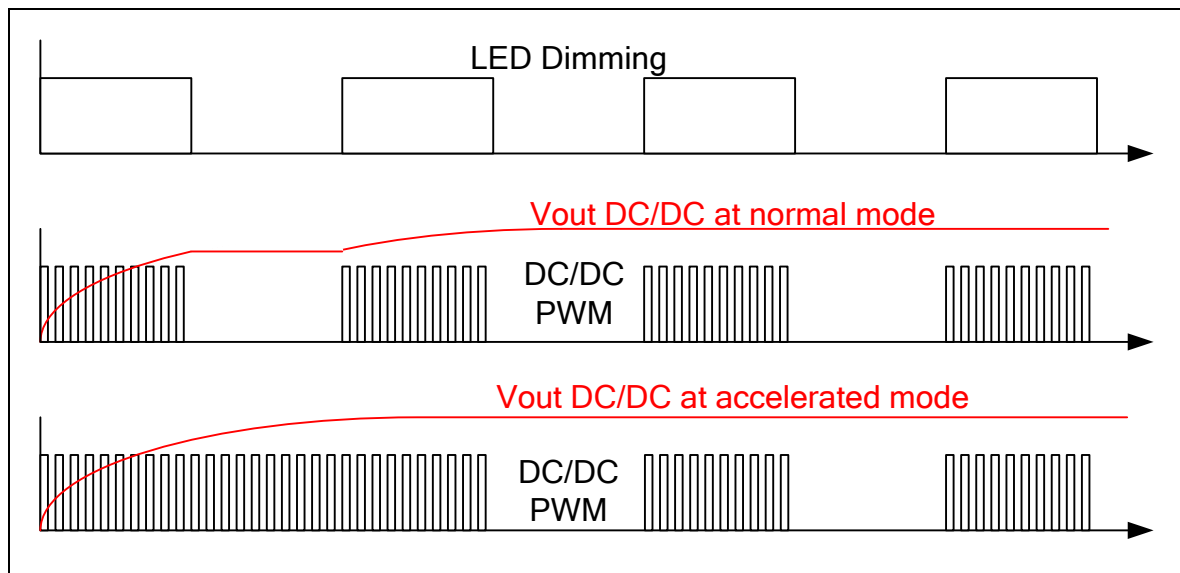 LED Dimming
Vout DC/DC at normal mode
DC/DC
PWM
Vout DC/DC at accelerated mode
DC/DC
PWM